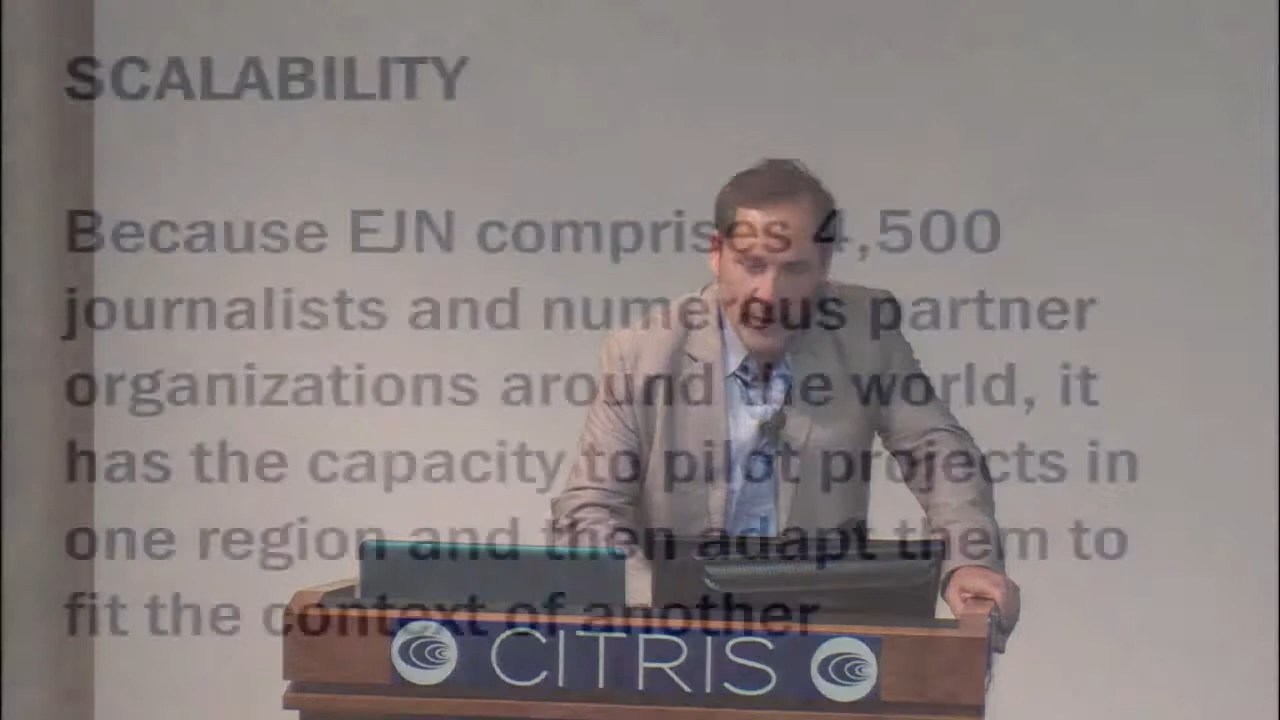 SCALABILITY
Because EJN comprises 4,500
journalists and numerous partner
organizations around the world, it
has the capacity to pilot projects in
one region and then adapt them to
fit the context of another
CITRIS